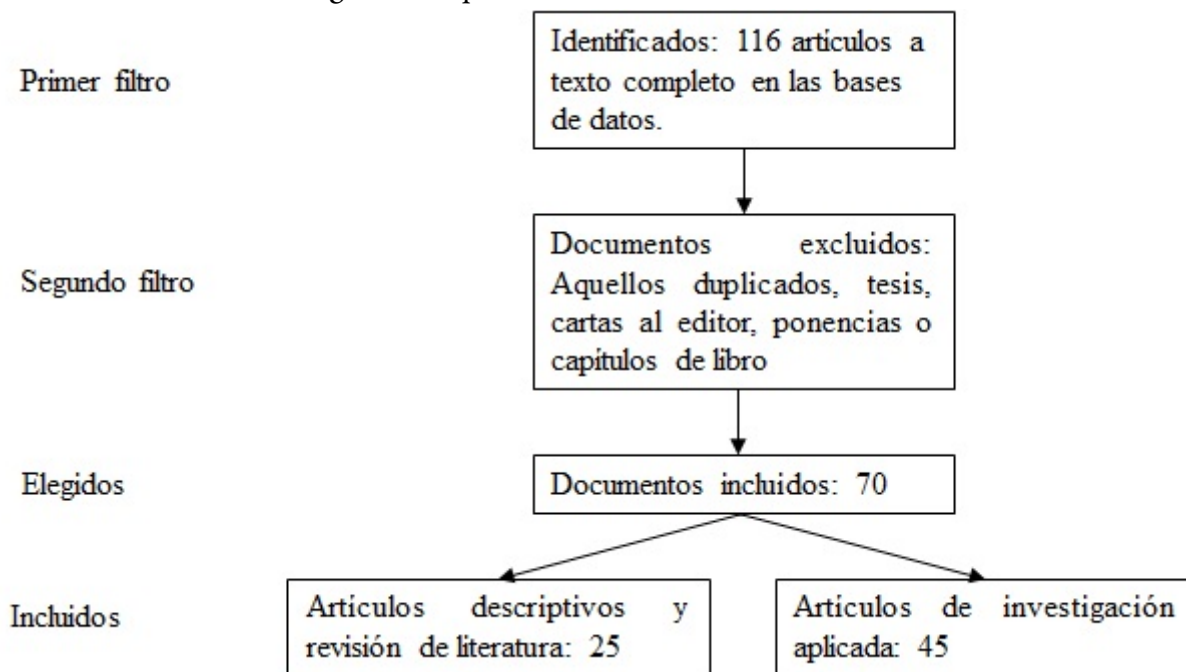 Identificados: 116 artículos a
texto completo en las bases
de datos.
Primer filtro
Documentos excluidos:
Aquellos duplicados, tesis,
cartas al editor, ponencias o
capítulos de libro
Segundo filtro
Elegidos
Documentos incluidos: 70
Incluidos
Artículos descriptivos y
revisión de literatura: 25
Artículos de investigación
aplicada: 45